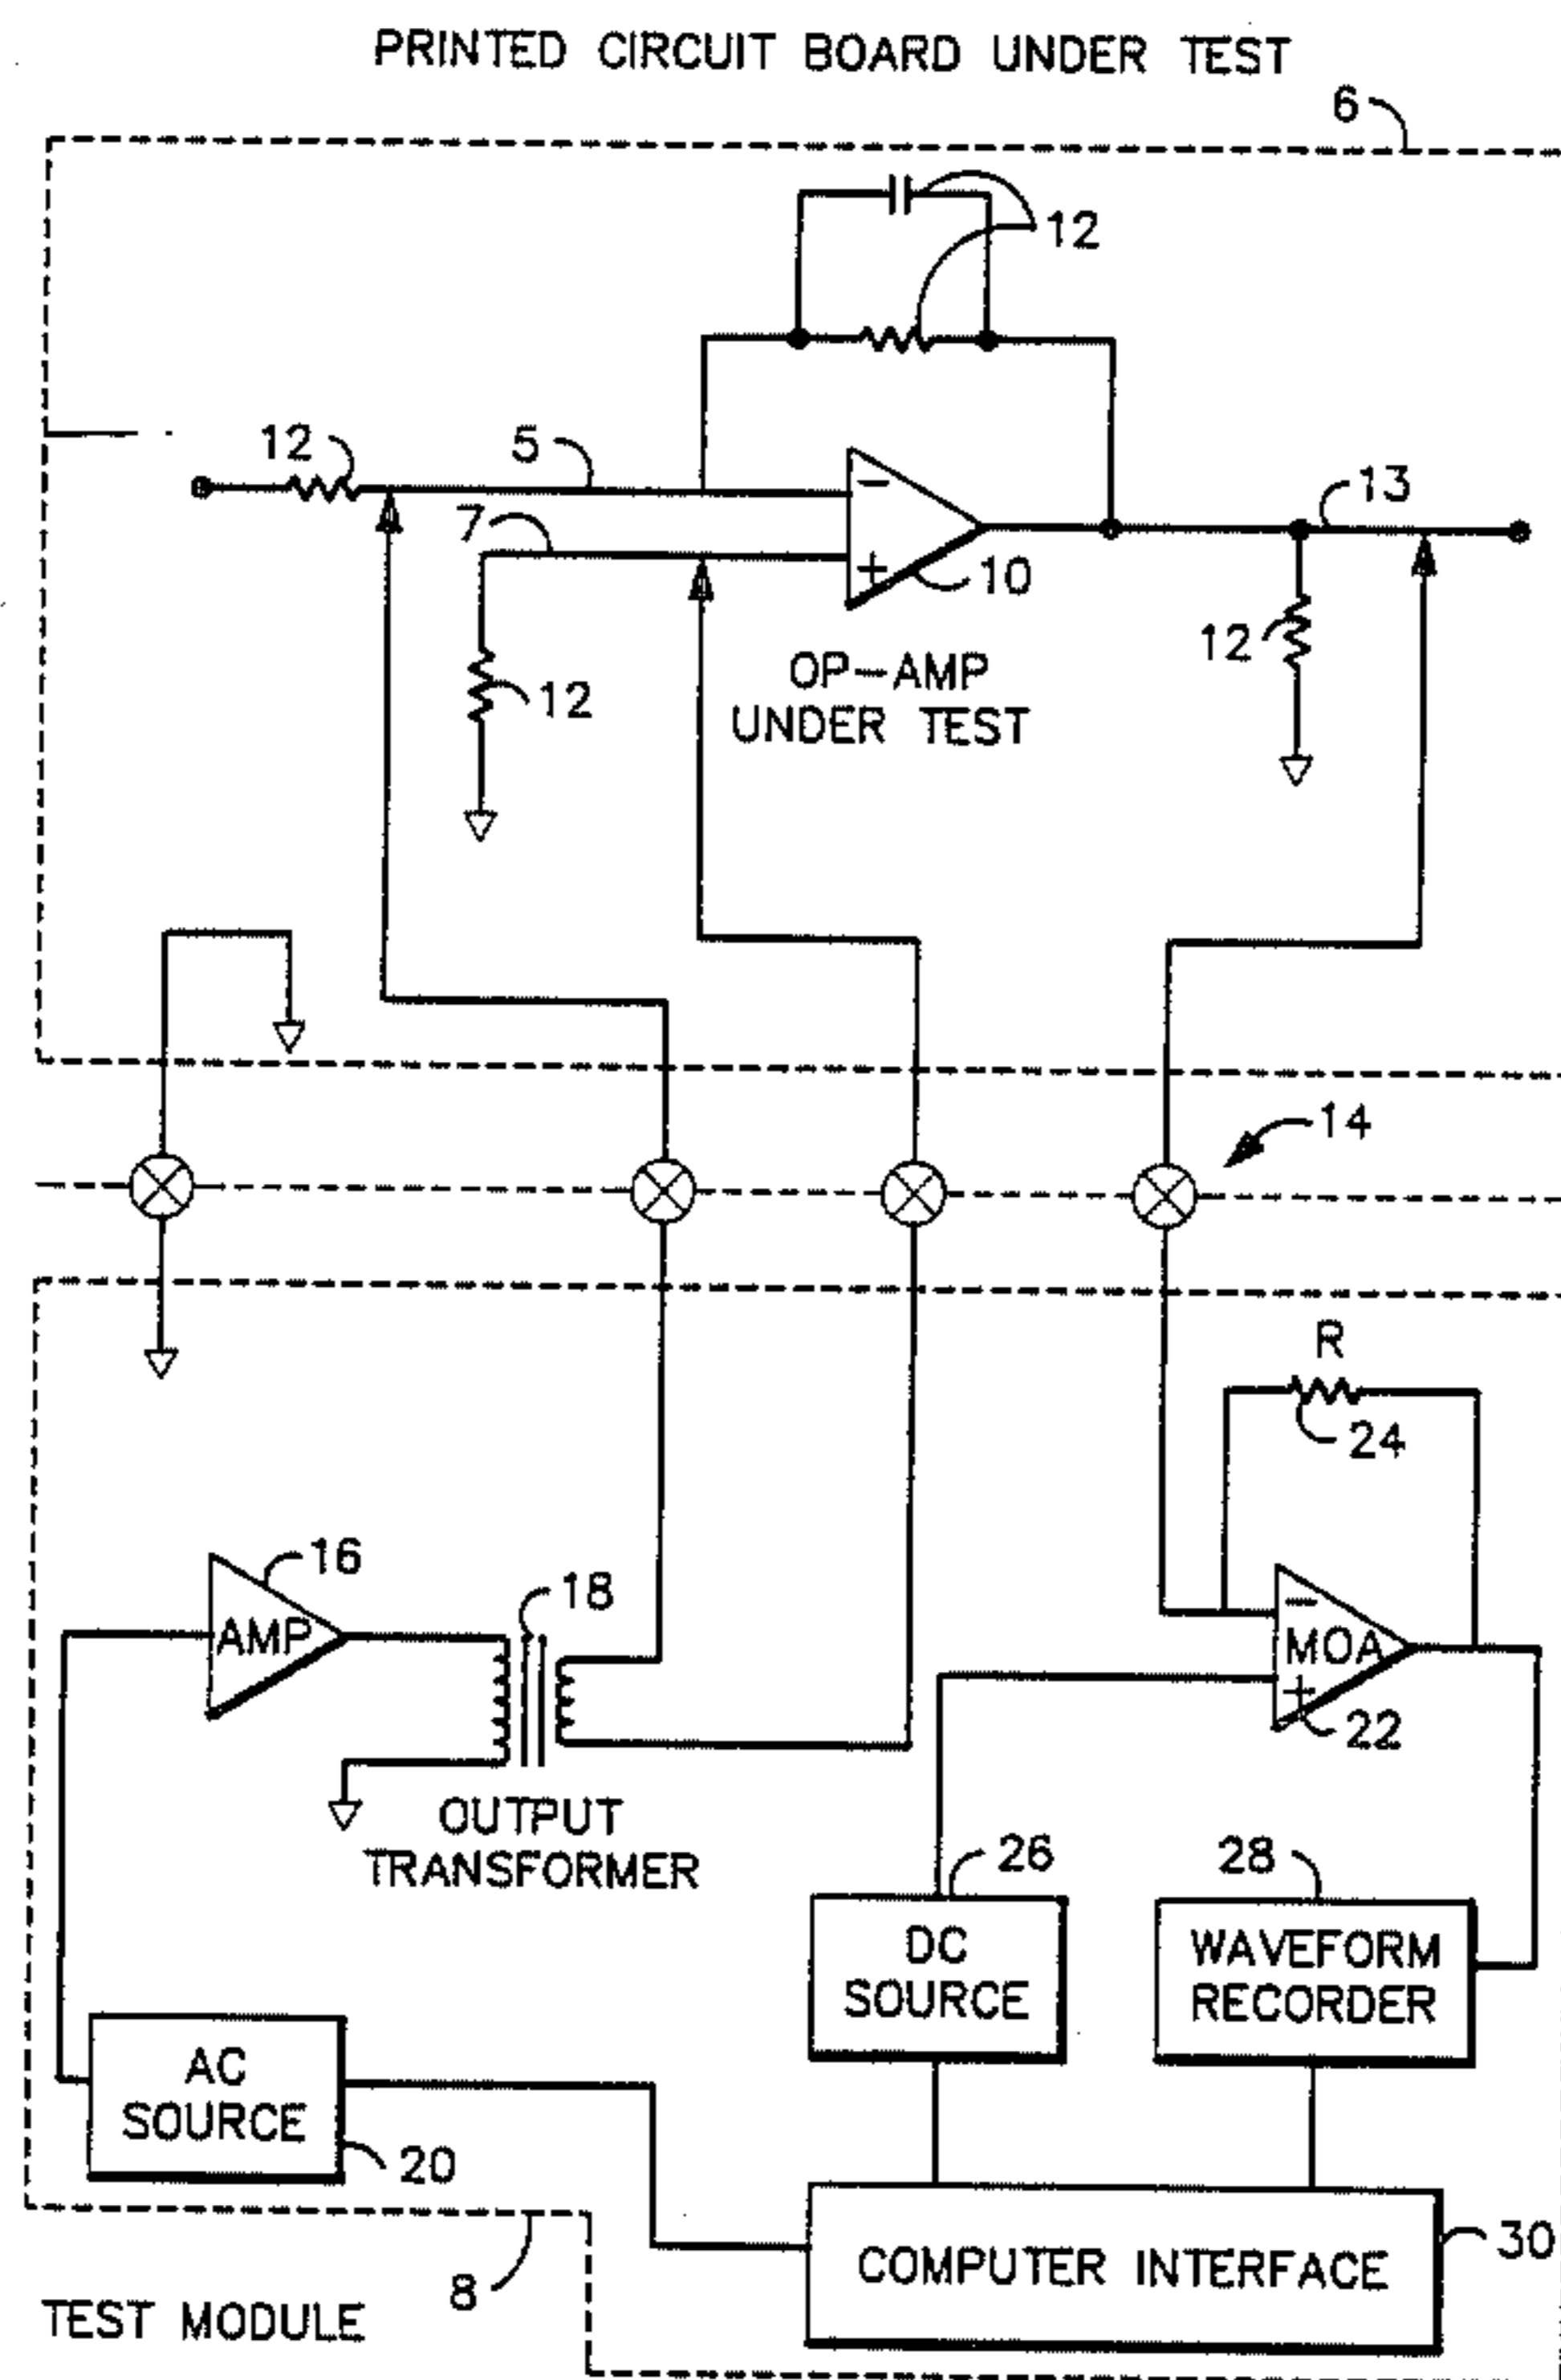 PRINTED CIRCUIT BOARD UNDER TEST
6
12
12
5
13
7
10
12
12
OP-AMP
UNDER TEST
14
R
24
16
AMP
18
MOA
22
OUTPUT
TRANSFORMER
26
28
DC
SOURCE
WAVEFORM
RECORDER
AC
SOURCE
20
30
COMPUTER INTERFACE
8
TEST MODULE
-
+
-
+